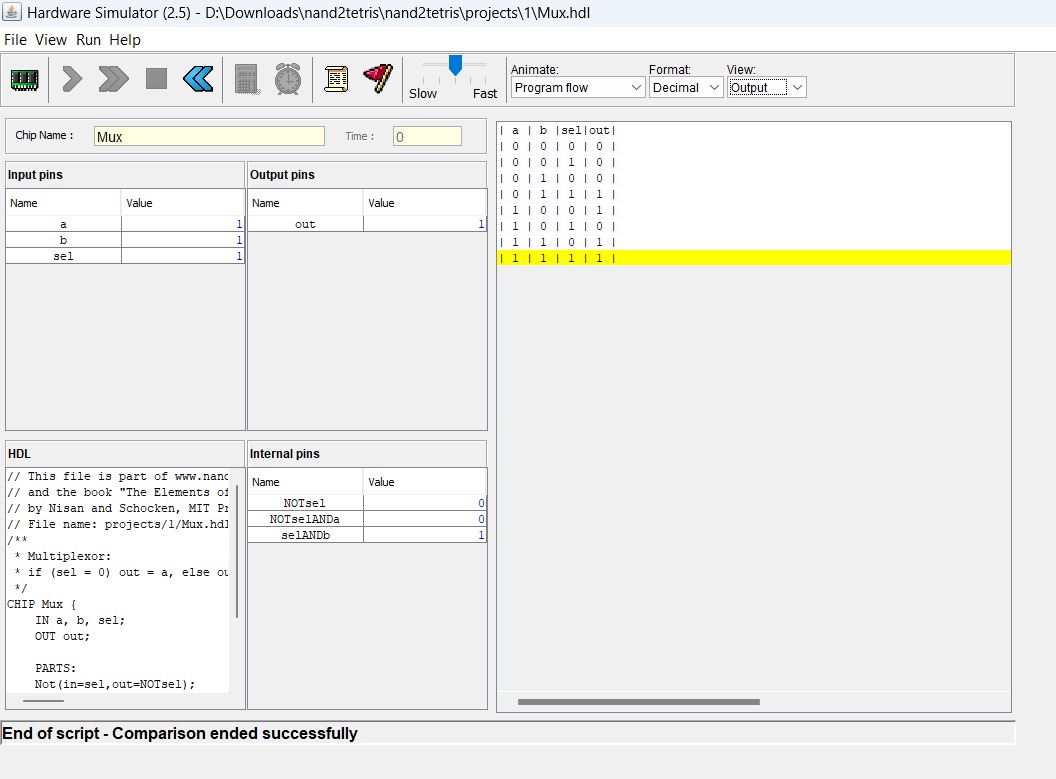 Hardware Simulator (2.5) - D:\Downloads\nand2tetris\nand2tetris\projects\1\Mux.hdl
File View Run Help
Slow Fast
Animate: Format: View:
Program flow Decimal Output
Chip Name : Mux Time : 0
Input pins
Name Value
a 1
b 1
sel 1
Output pins
Name Value
out 1
HDL
// This file is part of www.nand
// and the book "The Elements of
// by Nisan and Schocken, MIT Pr
// File name: projects/1/Mux.hdl
/**
* Multiplexor:
* if (sel = 0) out = a, else ou
*/
CHIP Mux {
IN a, b, sel;
OUT out;
PARTS:
Not(in=sel,out=NOTsel);
Internal pins
Name Value
NOTsel 0
NOTselANDa 0
selANDb 1
| a | b |sel|out|
| 0 | 0 | 0 | 0 |
| 0 | 0 | 1 | 0 |
| 0 | 1 | 0 | 0 |
| 0 | 1 | 1 | 1 |
| 1 | 0 | 0 | 1 |
| 1 | 0 | 1 | 0 |
| 1 | 1 | 0 | 1 |
| 1 | 1 | 1 | 1 |
End of script - Comparison ended successfully